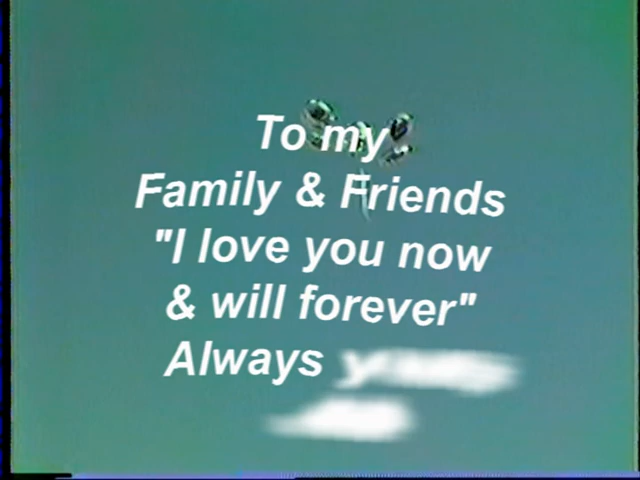 To my
Family & Friends
"I love you now
& will forever"
Always